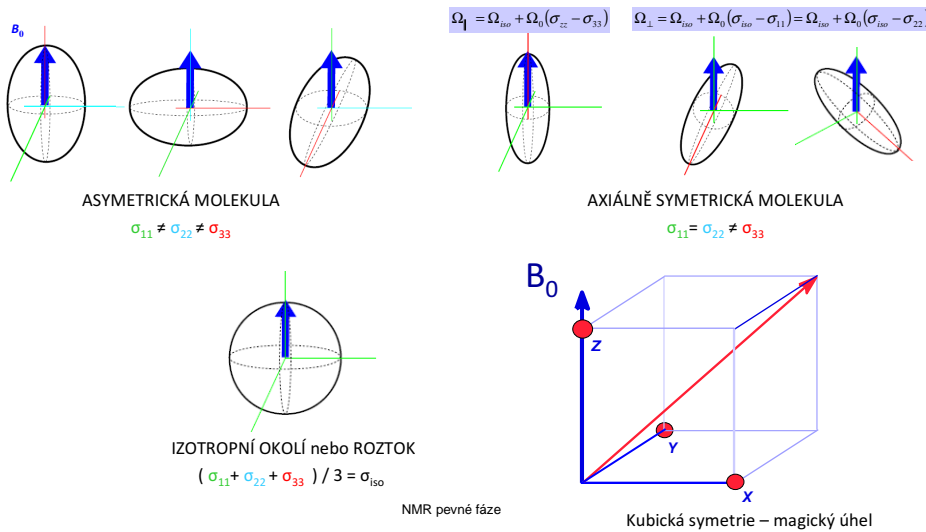 B₀
Ω∥ = Ωiso + Ω₀(σzz − σ33)
Ω⊥ = Ωiso + Ω₀(σiso − σ11) = Ωiso + Ω₀(σiso − σ22)
ASYMETRICKÁ MOLEKULA
σ11 ≠ σ22 ≠ σ33
AXIÁLNĚ SYMETRICKÁ MOLEKULA
σ11= σ22 ≠ σ33
B₀
Z
Y
X
IZOTROPNÍ OKOLÍ nebo ROZTOK
( σ11+ σ22 + σ33 ) / 3 = σiso
NMR pevné fáze
Kubická symetrie – magický úhel